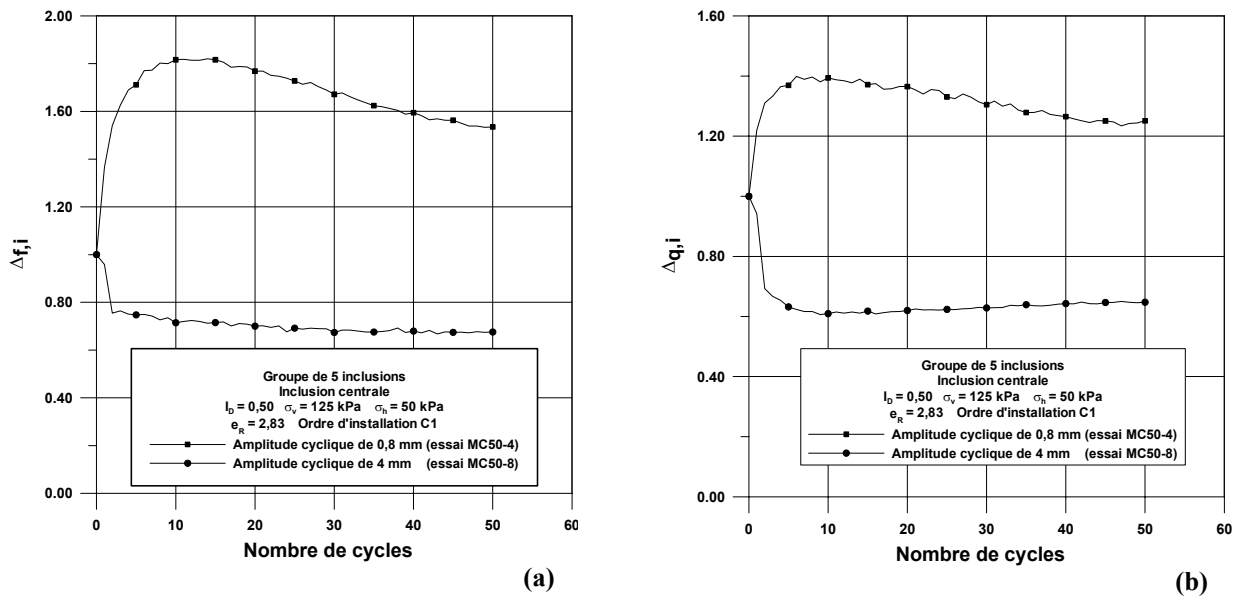 2.00
1.60
1.20
0.80
0.40
0.00
Δf,i
0 10 20 30 40 50 60
Nombre de cycles
Groupe de 5 inclusions
Inclusion centrale
I_D = 0,50 σ_v = 125 kPa σ_h = 50 kPa
e_R = 2,83 Ordre d'installation C1
Amplitude cyclique de 0,8 mm (essai MC50-4)
Amplitude cyclique de 4 mm (essai MC50-8)
(a)
1.60
1.20
0.80
0.40
0.00
Δq,i
0 10 20 30 40 50 60
Nombre de cycles
Groupe de 5 inclusions
Inclusion centrale
I_D = 0,50 σ_v = 125 kPa σ_h = 50 kPa
e_R = 2,83 Ordre d'installation C1
Amplitude cyclique de 0,8 mm (essai MC50-4)
Amplitude cyclique de 4 mm (essai MC50-8)
(b)